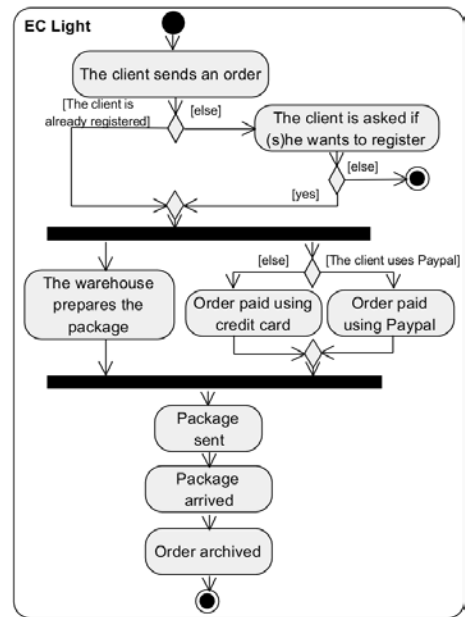 EC Light
The client sends an order
[The client is
already registered]
[else]
The client is asked if
(s)he wants to register
[else]
[yes]
[else]
[The client uses Paypal]
The warehouse
prepares the
package
Order paid using
credit card
Order paid
using Paypal
Package
sent
Package
arrived
Order archived